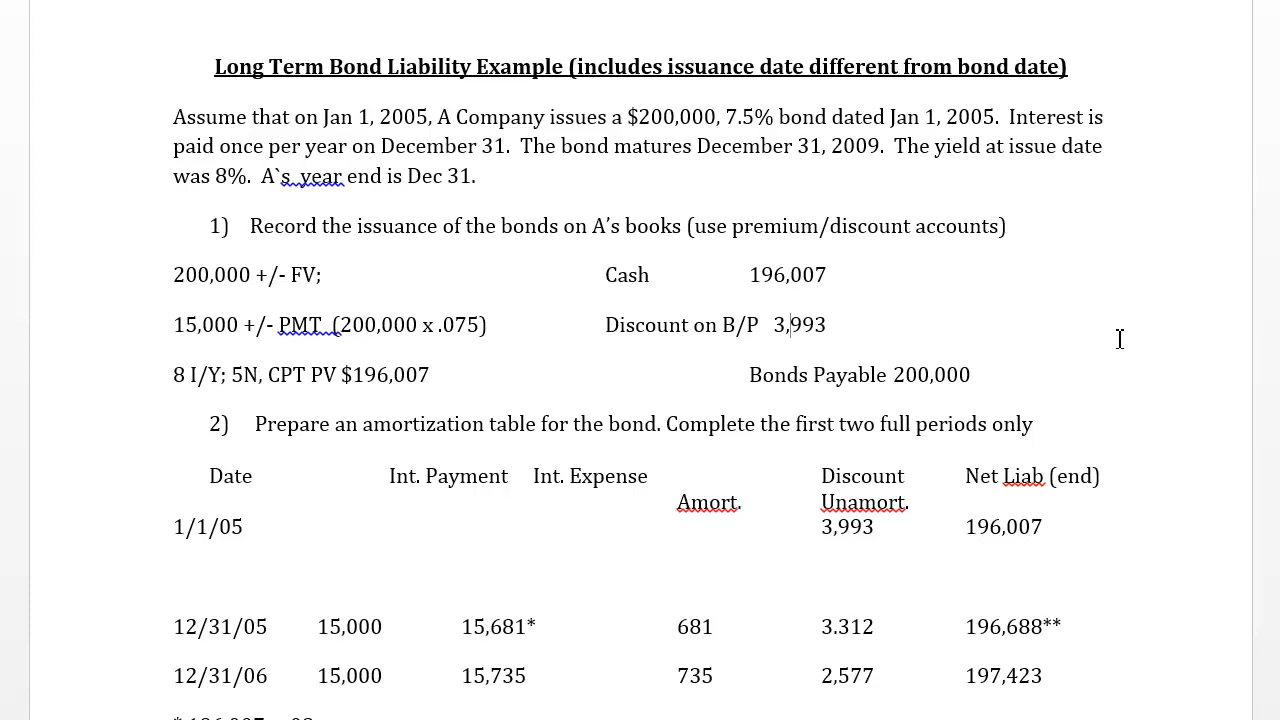 Long Term Bond Liability Example (includes issuance date different from bond date)
Assume that on Jan 1, 2005, A Company issues a $200,000, 7.5% bond dated Jan 1, 2005.  Interest is
paid once per year on December 31.  The bond matures December 31, 2009.  The yield at issue date
was 8%.  A`s  year end is Dec 31.
1) Record the issuance of the bonds on A’s books (use premium/discount accounts)
200,000 +/- FV; Cash 196,007
15,000 +/- PMT  (200,000 x .075) Discount on B/P 3,993
8 I/Y; 5N, CPT PV $196,007 Bonds Payable 200,000
2) Prepare an amortization table for the bond. Complete the first two full periods only
Date Int. Payment Int. Expense Discount Net Liab (end)
Amort. Unamort.
1/1/05 3,993 196,007
12/31/05 15,000 15,681* 681 3.312 196,688**
12/31/06 15,000 15,735 735 2,577 197,423